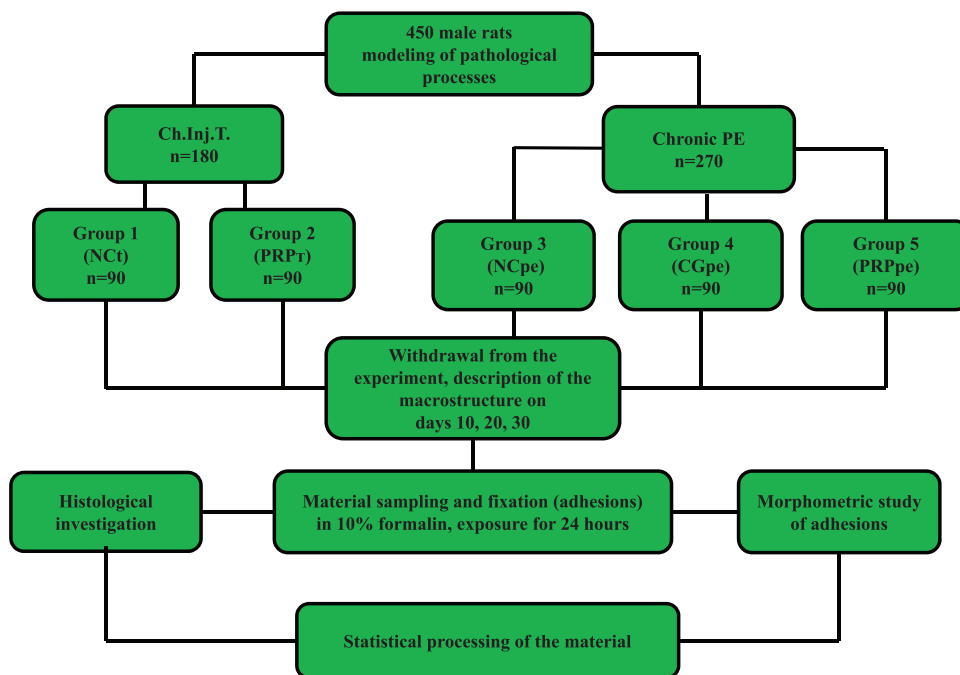 450 male rats
modeling of pathological
processes
Ch.Inj.T.
n=180
Chronic PE
n=270
Group 1
(NCt)
n=90
Group 2
(PRPт)
n=90
Group 3
(NCpe)
n=90
Group 4
(CGpe)
n=90
Group 5
(PRPpe)
n=90
Withdrawal from the
experiment, description of the
macrostructure on
days 10, 20, 30
Histological
investigation
Material sampling and fixation (adhesions)
in 10% formalin, exposure for 24 hours
Morphometric study
of adhesions
Statistical processing of the material